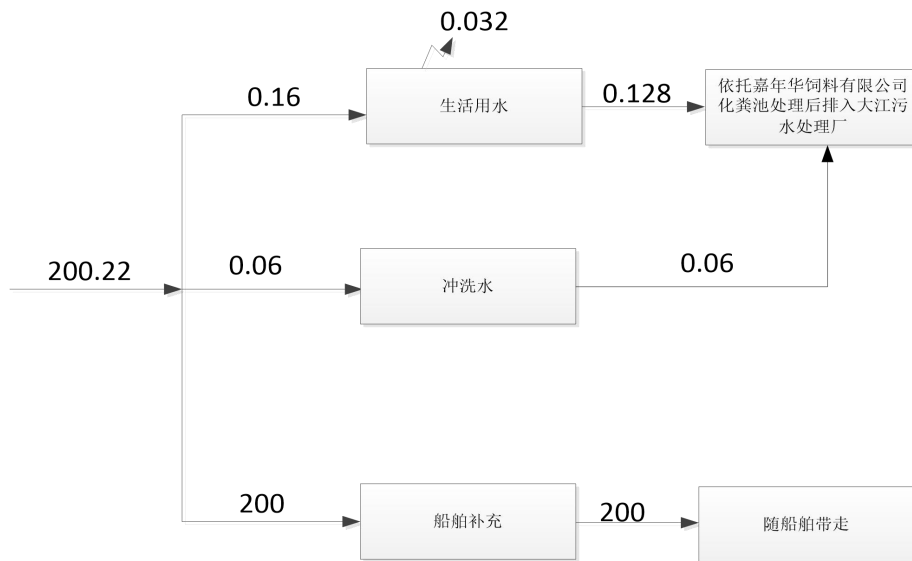 0.032
0.16
生活用水
0.128
依托嘉年华饲料有限公司
化粪池处理后排入大江污
水处理厂
200.22
0.06
冲洗水
0.06
200
船舶补充
200
随船舶带走